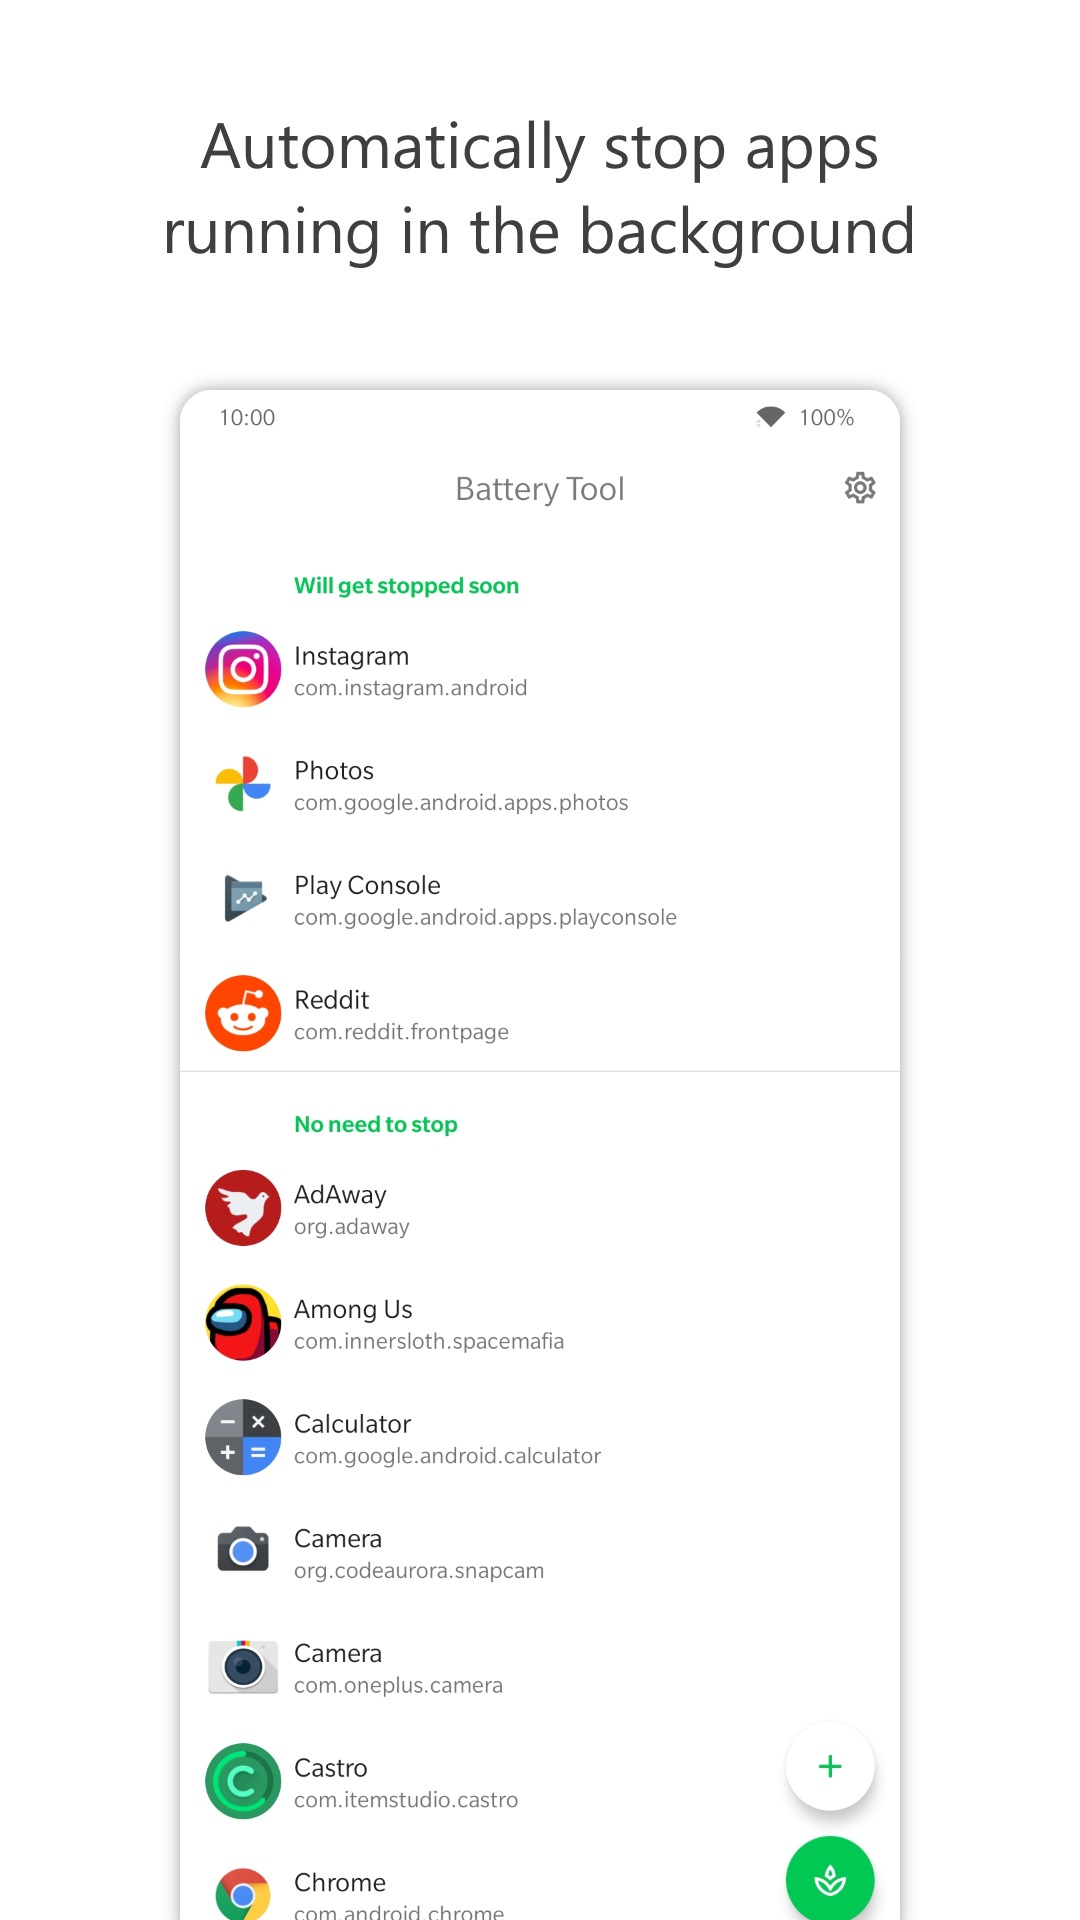 Automatically stop apps
running in the background
10:00
100%
Battery Tool
Will get stopped soon
Instagram
com.instagram.android
Photos
com.google.android.apps.photos
Play Console
com.google.android.apps.playconsole
Reddit
com.reddit.frontpage
No need to stop
AdAway
org.adaway
Among Us
com.innersloth.spacemafia
Calculator
com.google.android.calculator
Camera
org.codeaurora.snapcam
Camera
com.oneplus.camera
Castro
com.itemstudio.castro
Chrome
com.android.chrome